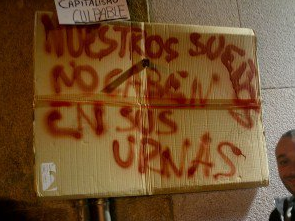 CAPITALISMO
CULPABLE
NUESTROS SUEÑOS
NO CABEN
EN SUS
URNAS